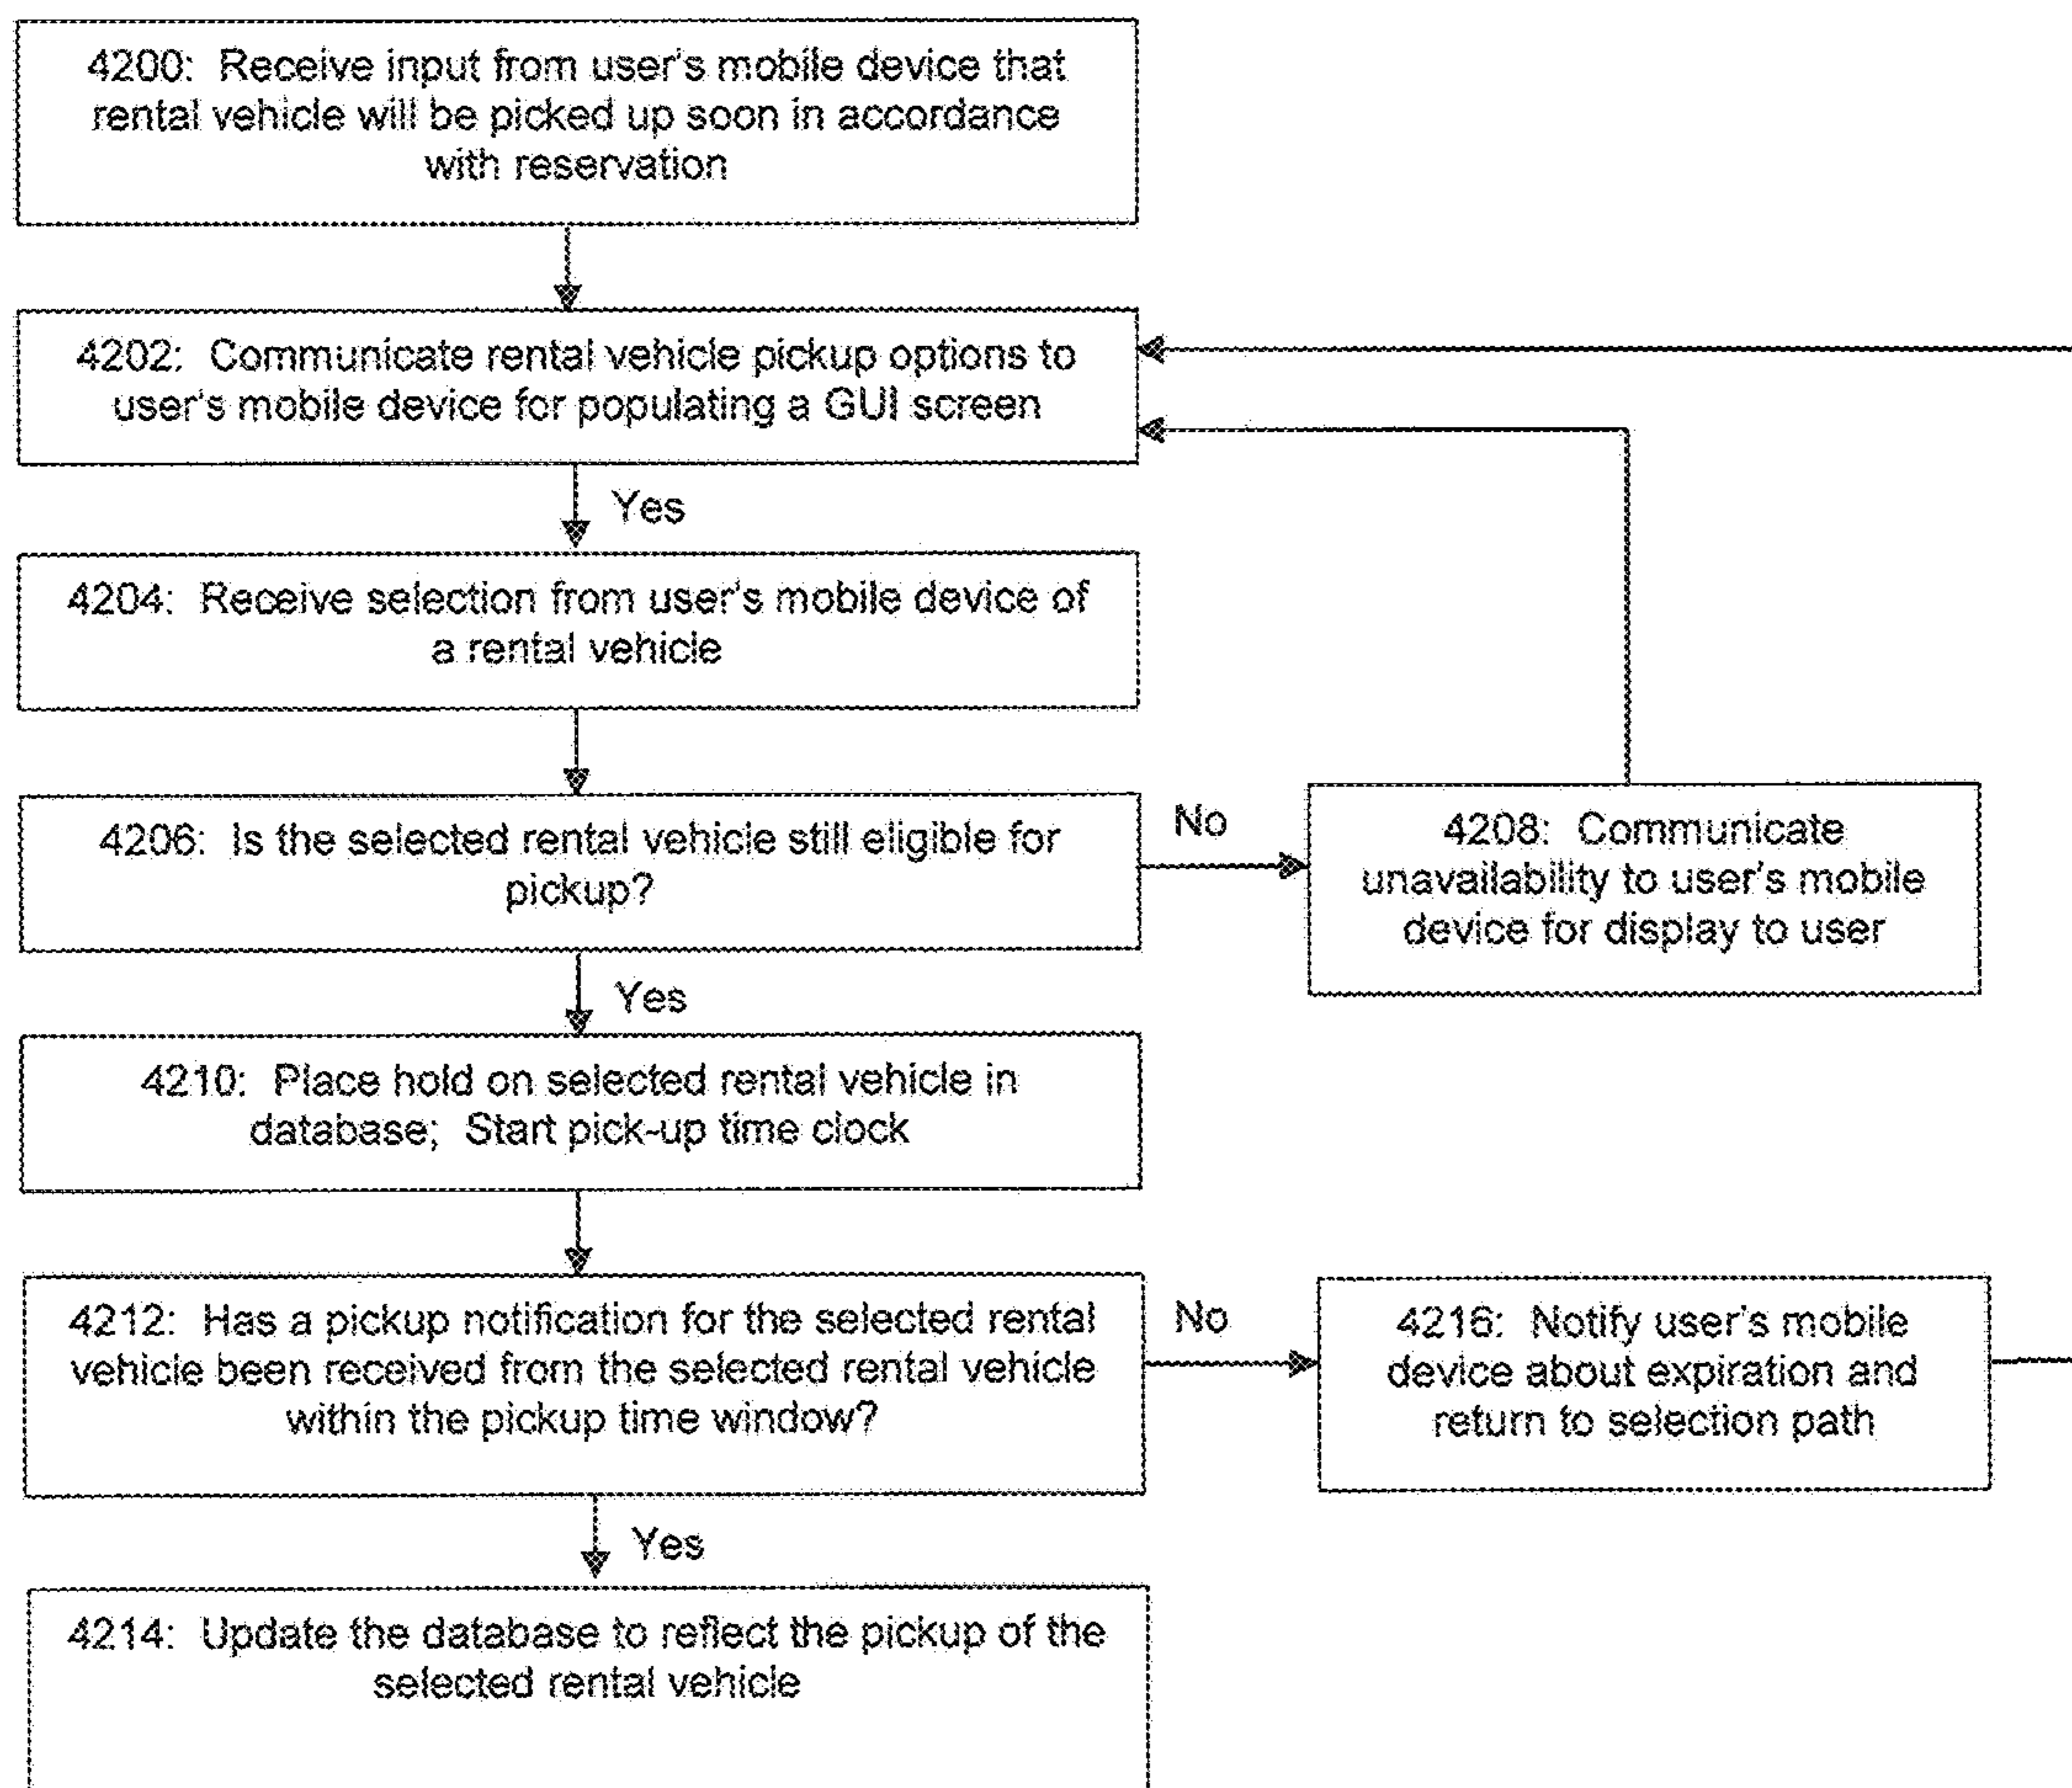 4200: Receive input from user's mobile device that
rental vehicle will be picked up soon in accordance
with reservation
4202: Communicate rental vehicle pickup options to
user's mobile device for populating a GUI screen
Yes
4204: Receive selection from user's mobile device of
a rental vehicle
4206: Is the selected rental vehicle still eligible for
pickup?
No
4208: Communicate
unavailability to user's mobile
device for display to user
Yes
4210: Place hold on selected rental vehicle in
database; Start pick-up time clock
4212: Has a pickup notification for the selected rental
vehicle been received from the selected rental vehicle
within the pickup time window?
No
4216: Notify user's mobile
device about expiration and
return to selection path
Yes
4214: Update the database to reflect the pickup of the
selected rental vehicle